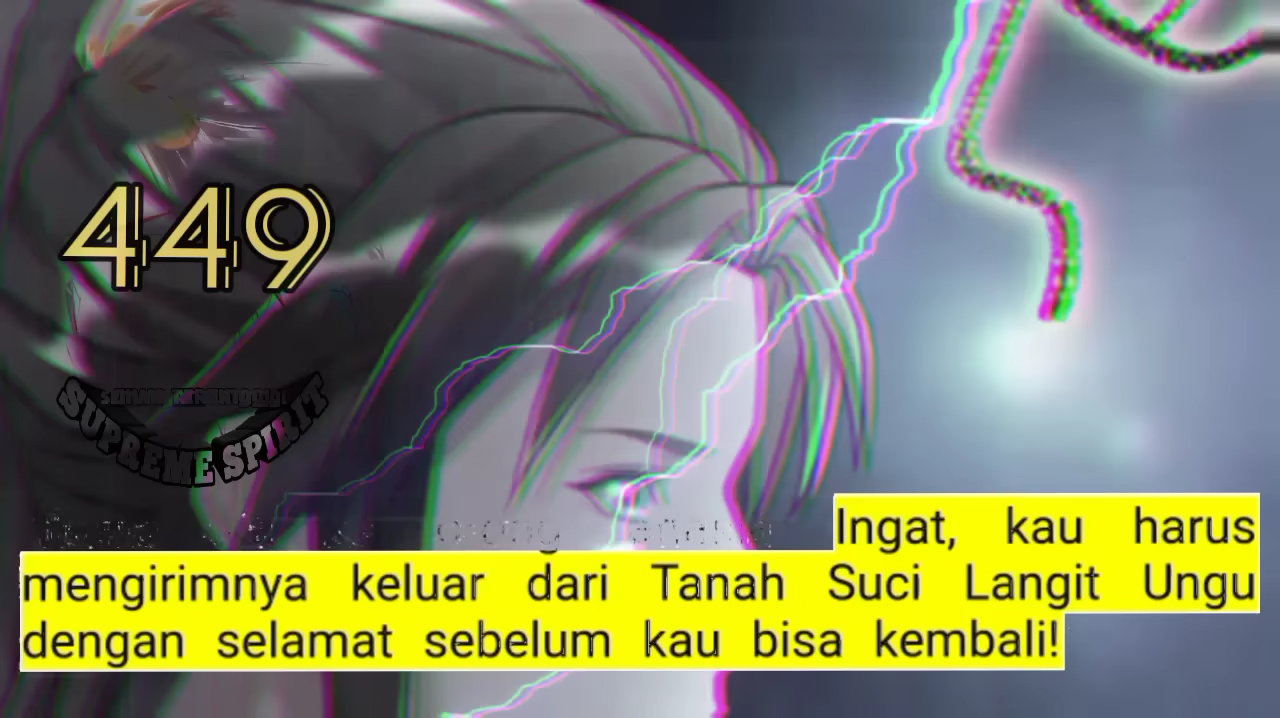 449
SUPREME SPIRIT
Ingat, kau harus
mengirimnya keluar dari Tanah Suci Langit Ungu
dengan selamat sebelum kau bisa kembali!